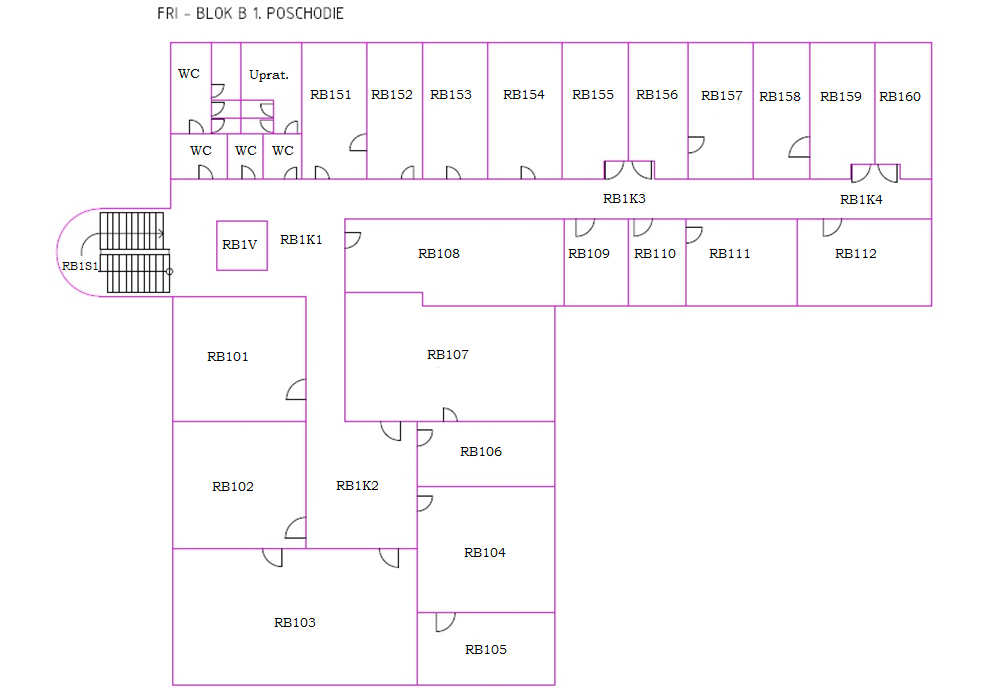 FRI - BLOK B 1. POSCHODIE
WC
Uprat.
RB151
RB152
RB153
RB154
RB155
RB156
RB157
RB158
RB159
RB160
WC
WC
WC
RB1K3
RB1K4
RB1S1
RB1V
RB1K1
RB108
RB109
RB110
RB111
RB112
RB101
RB107
RB106
RB102
RB1K2
RB104
RB103
RB105